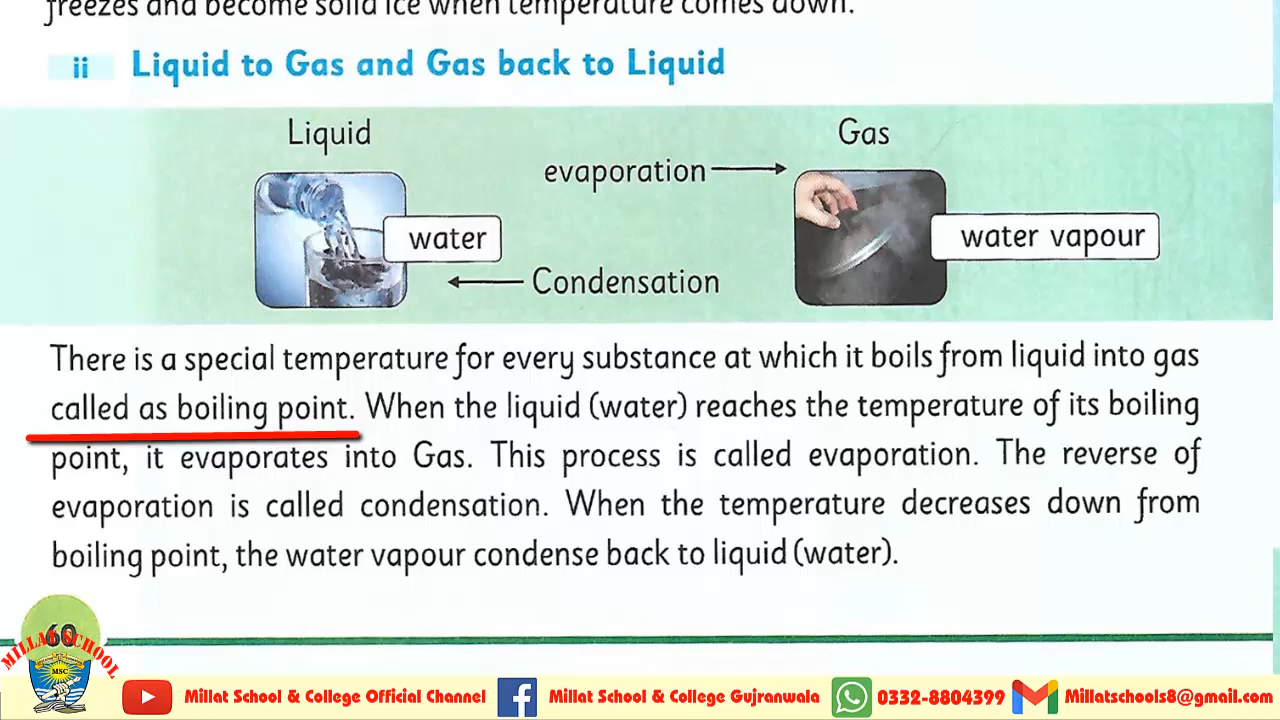 freezes and become solid ice when temperature comes down.
ii Liquid to Gas and Gas back to Liquid
Liquid
Gas
evaporation
water
water vapour
Condensation
There is a special temperature for every substance at which it boils from liquid into gas
called as boiling point. When the liquid (water) reaches the temperature of its boiling
point, it evaporates into Gas. This process is called evaporation. The reverse of
evaporation is called condensation. When the temperature decreases down from
boiling point, the water vapour condense back to liquid (water).
60
MILLAT SCHOOL
MSC
Millat School & College Official Channel
Millat School & College Gujranwala
0332-8804399
Millatschools8@gmail.com